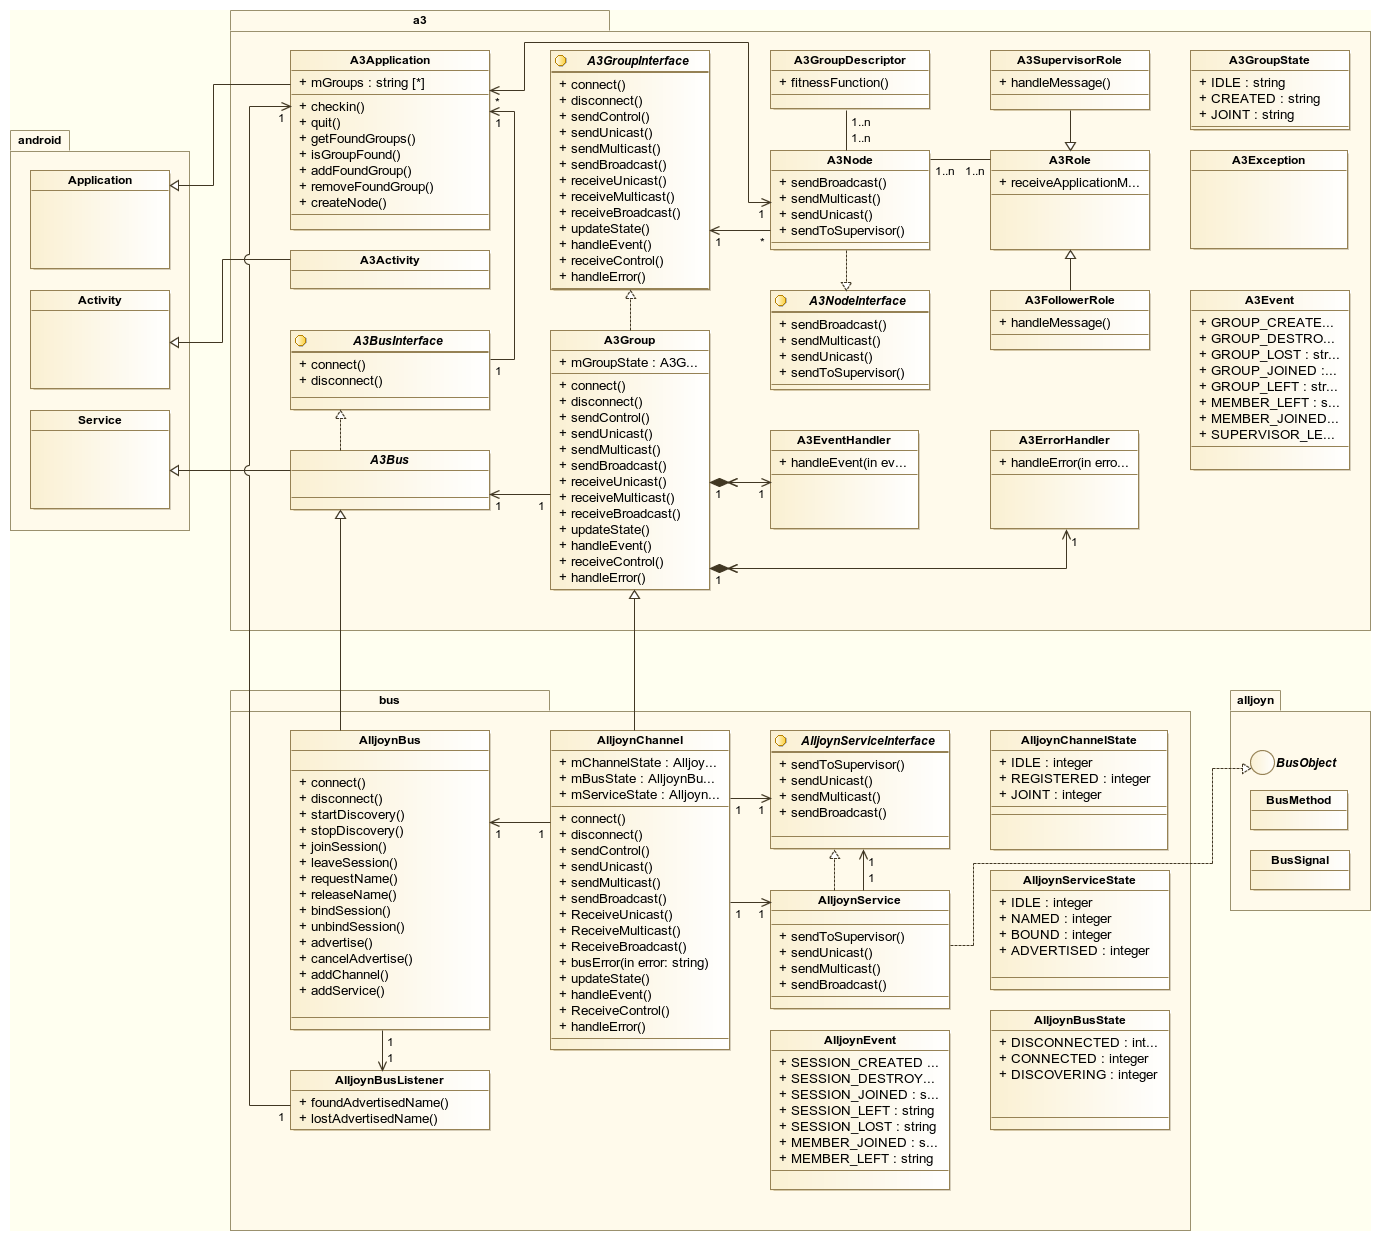 a3
A3Application
+ mGroups : string [*]
+ checkin()
+ quit()
+ getFoundGroups()
+ isGroupFound()
+ addFoundGroup()
+ removeFoundGroup()
+ createNode()
*
1
1
A3GroupInterface
+ connect()
+ disconnect()
+ sendControl()
+ sendUnicast()
+ sendMulticast()
+ sendBroadcast()
+ receiveUnicast()
+ receiveMulticast()
+ receiveBroadcast()
+ updateState()
+ handleEvent()
+ receiveControl()
+ handleError()
A3GroupDescriptor
+ fitnessFunction()
1..n
1..n
A3SupervisorRole
+ handleMessage()
A3GroupState
+ IDLE : string
+ CREATED : string
+ JOINT : string
android
Application
Activity
Service
A3Node
+ sendBroadcast()
+ sendMulticast()
+ sendUnicast()
+ sendToSupervisor()
1
1
*
1..n 1..n
A3Role
+ receiveApplicationM...
A3Exception
A3Activity
A3BusInterface
+ connect()
+ disconnect()
1
A3NodeInterface
+ sendBroadcast()
+ sendMulticast()
+ sendUnicast()
+ sendToSupervisor()
A3FollowerRole
+ handleMessage()
A3Event
+ GROUP_CREATE...
+ GROUP_DESTRO...
+ GROUP_LOST : str...
+ GROUP_JOINED :...
+ GROUP_LEFT : str...
+ MEMBER_LEFT : s...
+ MEMBER_JOINED...
+ SUPERVISOR_LE...
A3Group
+ mGroupState : A3G...
+ connect()
+ disconnect()
+ sendControl()
+ sendUnicast()
+ sendMulticast()
+ sendBroadcast()
+ receiveUnicast()
+ receiveMulticast()
+ receiveBroadcast()
+ updateState()
+ handleEvent()
+ receiveControl()
+ handleError()
A3Bus
1 1
A3EventHandler
+ handleEvent(in ev...
1 1
A3ErrorHandler
+ handleError(in erro...
1
1
bus
AlljoynBus
+ connect()
+ disconnect()
+ startDiscovery()
+ stopDiscovery()
+ joinSession()
+ leaveSession()
+ requestName()
+ releaseName()
+ bindSession()
+ unbindSession()
+ advertise()
+ cancelAdvertise()
+ addChannel()
+ addService()
1
1
AlljoynBusListener
+ foundAdvertisedName()
+ lostAdvertisedName()
1
1 1
AlljoynChannel
+ mChannelState : Alljoy...
+ mBusState : AlljoynBu...
+ mServiceState : Alljoyn...
+ connect()
+ disconnect()
+ sendControl()
+ sendUnicast()
+ sendMulticast()
+ sendBroadcast()
+ ReceiveUnicast()
+ ReceiveMulticast()
+ ReceiveBroadcast()
+ busError(in error: string)
+ updateState()
+ handleEvent()
+ ReceiveControl()
+ handleError()
1 1
1 1
AlljoynServiceInterface
+ sendToSupervisor()
+ sendUnicast()
+ sendMulticast()
+ sendBroadcast()
1
1
AlljoynService
+ sendToSupervisor()
+ sendUnicast()
+ sendMulticast()
+ sendBroadcast()
AlljoynEvent
+ SESSION_CREATED ...
+ SESSION_DESTROY...
+ SESSION_JOINED : s...
+ SESSION_LEFT : string
+ SESSION_LOST : string
+ MEMBER_JOINED : s...
+ MEMBER_LEFT : string
AlljoynChannelState
+ IDLE : integer
+ REGISTERED : integer
+ JOINT : integer
AlljoynServiceState
+ IDLE : integer
+ NAMED : integer
+ BOUND : integer
+ ADVERTISED : integer
AlljoynBusState
+ DISCONNECTED : int...
+ CONNECTED : integer
+ DISCOVERING : integer
alljoyn
BusObject
BusMethod
BusSignal